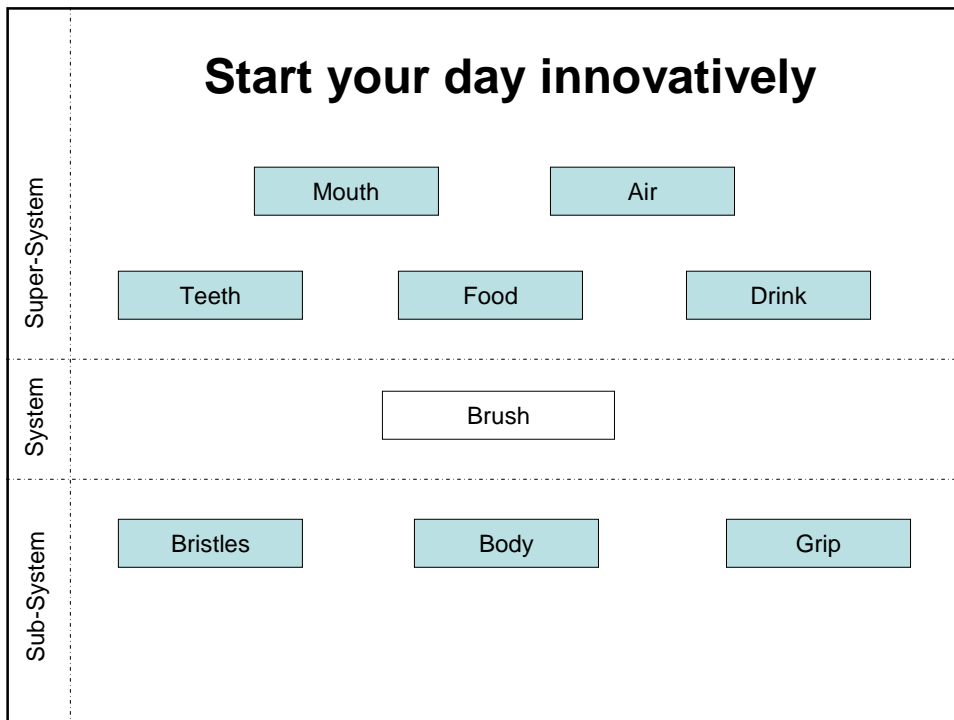 Start your day innovatively
Super-System
Mouth
Air
Teeth
Food
Drink
System
Brush
Sub-System
Bristles
Body
Grip